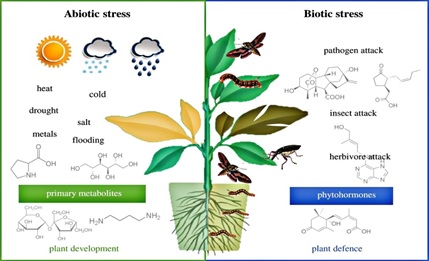 Abiotic stress
heat
cold
drought
salt
metals
flooding
primary metabolites
plant development
Biotic stress
pathogen attack
insect attack
herbivore attack
phytohormones
plant defence